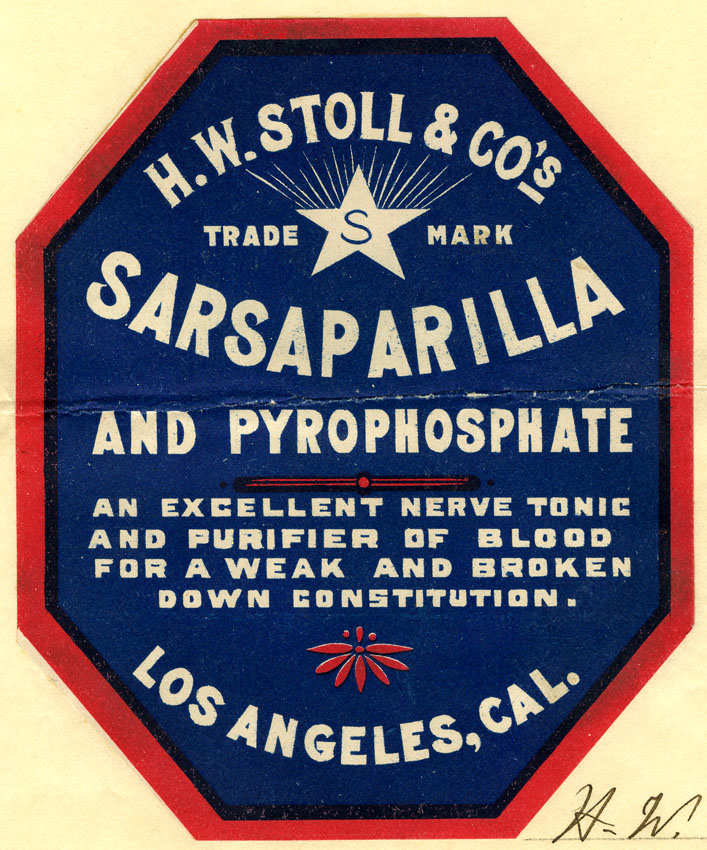 H. W. STOLL & CO's
S
TRADE MARK
SARSAPARILLA
AND PYROPHOSPHATE
AN EXCELLENT NERVE TONIC
AND PURIFIER OF BLOOD
FOR A WEAK AND BROKEN
DOWN CONSTITUTION.
LOS ANGELES, CAL.
H. W.